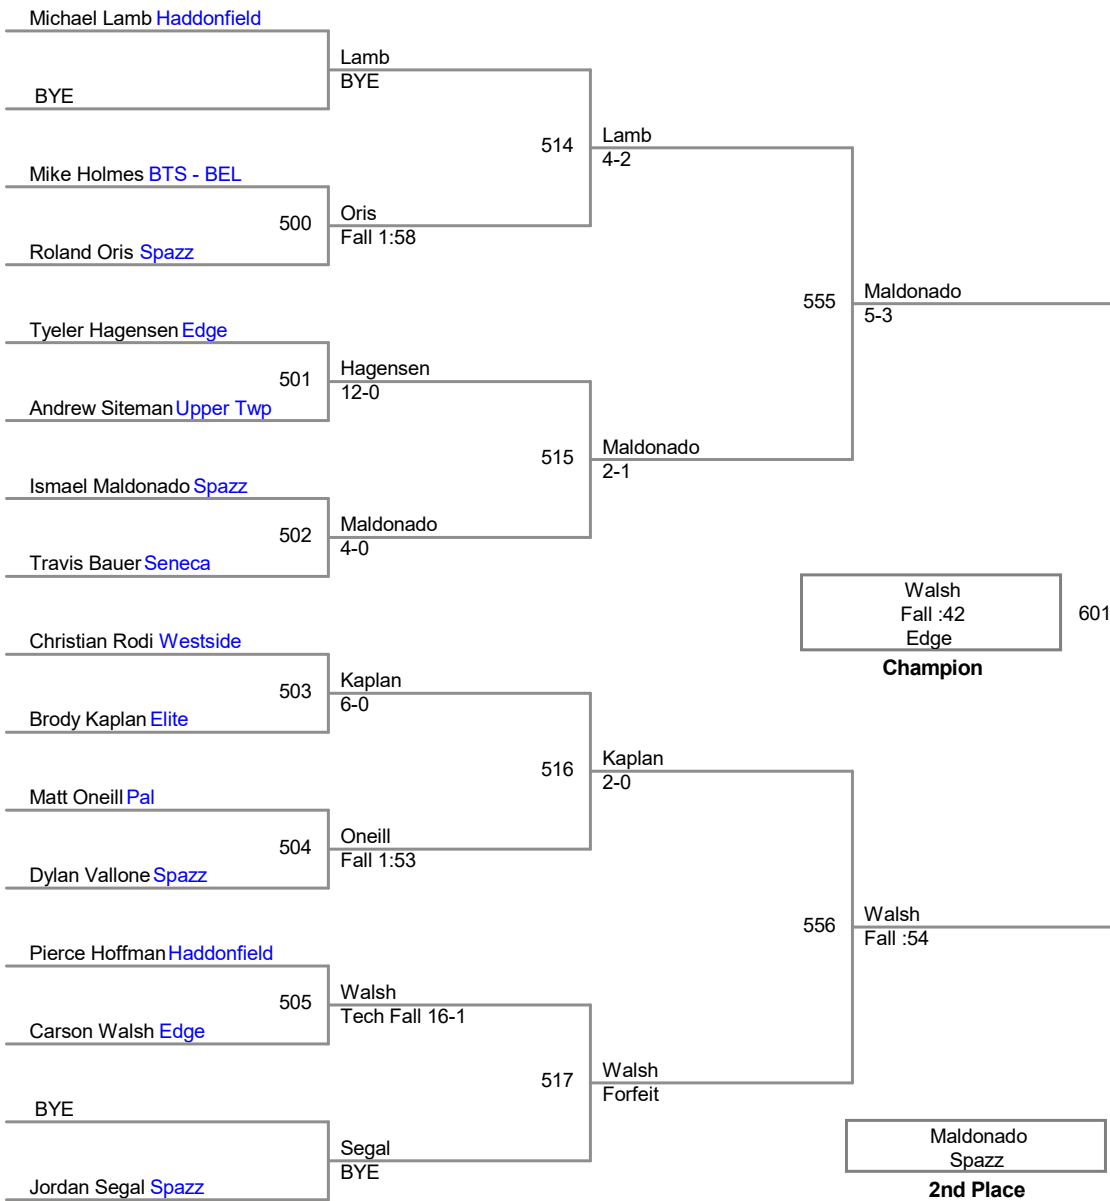 Michael Lamb Haddonfield
Lamb
BYE
BYE
514
Lamb
4-2
Mike Holmes BTS - BEL
500
Oris
Fall 1:58
Roland Oris Spazz
555
Maldonado
5-3
Tyeler Hagensen Edge
501
Hagensen
12-0
Andrew Siteman Upper Twp
515
Maldonado
2-1
Ismael Maldonado Spazz
502
Maldonado
4-0
Travis Bauer Seneca
Walsh
Fall :42
Edge
601
Champion
Christian Rodi Westside
503
Kaplan
6-0
Brody Kaplan Elite
516
Kaplan
2-0
Matt Oneill Pal
504
Oneill
Fall 1:53
Dylan Vallone Spazz
556
Walsh
Fall :54
Pierce Hoffman Haddonfield
505
Walsh
Tech Fall 16-1
Carson Walsh Edge
517
Walsh
Forfeit
BYE
Segal
BYE
Jordan Segal Spazz
Maldonado
Spazz
2nd Place